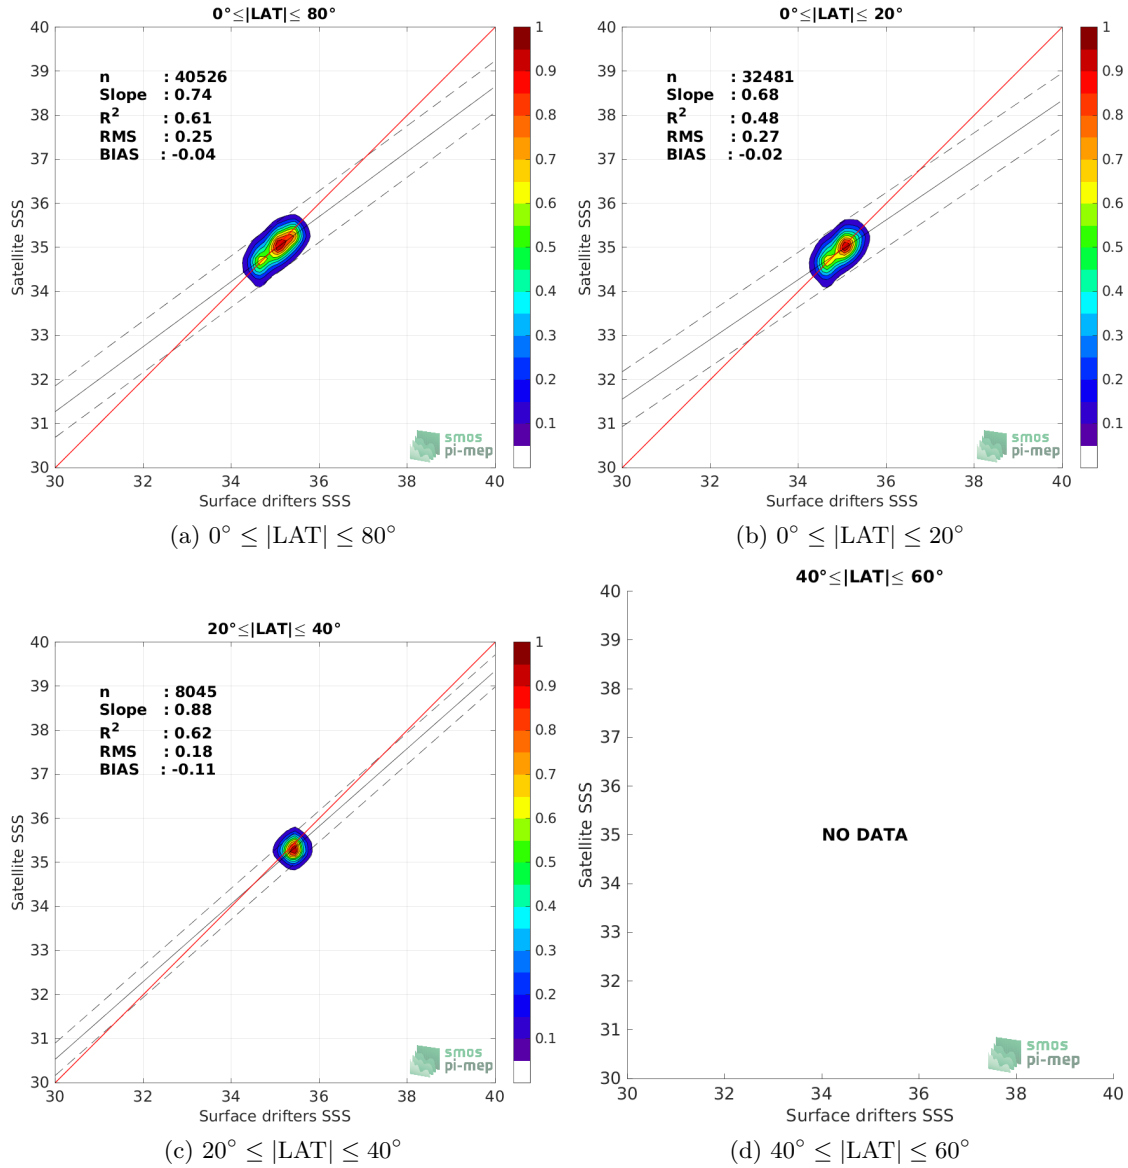 0°≤|LAT|≤ 80°
n : 40526
Slope : 0.74
R² : 0.61
RMS : 0.25
BIAS : -0.04
Satellite SSS
40
39
38
37
36
35
34
33
32
31
30
30 32 34 36 38 40
Surface drifters SSS
1
0.9
0.8
0.7
0.6
0.5
0.4
0.3
0.2
0.1
smos
pi-mep
(a) 0° ≤ |LAT| ≤ 80°
0°≤|LAT|≤ 20°
n : 32481
Slope : 0.68
R² : 0.48
RMS : 0.27
BIAS : -0.02
Satellite SSS
40
39
38
37
36
35
34
33
32
31
30
30 32 34 36 38 40
Surface drifters SSS
1
0.9
0.8
0.7
0.6
0.5
0.4
0.3
0.2
0.1
smos
pi-mep
(b) 0° ≤ |LAT| ≤ 20°
20°≤|LAT|≤ 40°
n : 8045
Slope : 0.88
R² : 0.62
RMS : 0.18
BIAS : -0.11
Satellite SSS
40
39
38
37
36
35
34
33
32
31
30
30 32 34 36 38 40
Surface drifters SSS
1
0.9
0.8
0.7
0.6
0.5
0.4
0.3
0.2
0.1
smos
pi-mep
(c) 20° ≤ |LAT| ≤ 40°
40°≤|LAT|≤ 60°
NO DATA
Satellite SSS
40
39
38
37
36
35
34
33
32
31
30
30 32 34 36 38 40
Surface drifters SSS
smos
pi-mep
(d) 40° ≤ |LAT| ≤ 60°